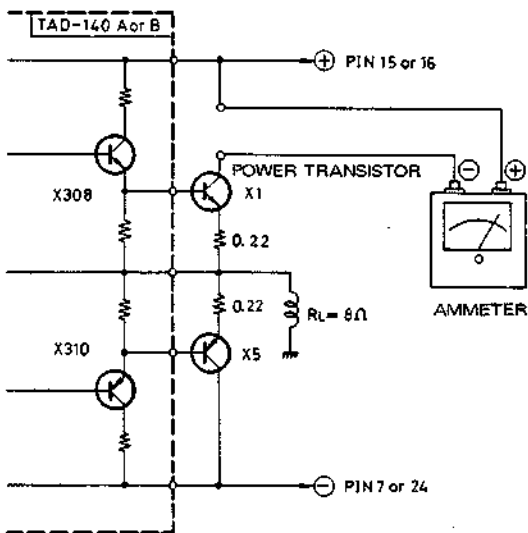 TAD-140 A or B
⊕ PIN 15 or 16
X308
POWER TRANSISTOR
X1
⊖ ⊕
0.22
0.22
RL= 8Ω
AMMETER
X310
X5
⊖ PIN 7 or 24